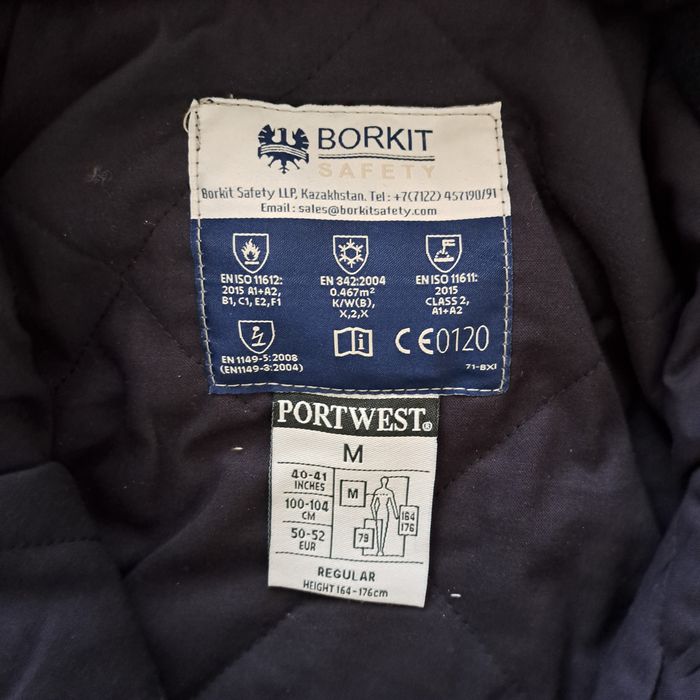 BORKIT
SAFETY
Borkit Safety LLP, Kazakhstan. Tel : +7(7122) 457190/91
Email : sales@borkitsafety.com
EN ISO 11612:
2015 A1+A2,
B1, C1, E2, F1
EN 342:2004
0.467m²
K/W(B),
X,2,X
EN ISO 11611:
2015
CLASS 2,
A1+A2
EN 1149-5:2008
(EN1149-3:2004)
i
CE0120
71-BXI
PORTWEST®
M
40-41
INCHES
100-104
CM
50-52
EUR
M
164
176
79
REGULAR
HEIGHT 164-176cm